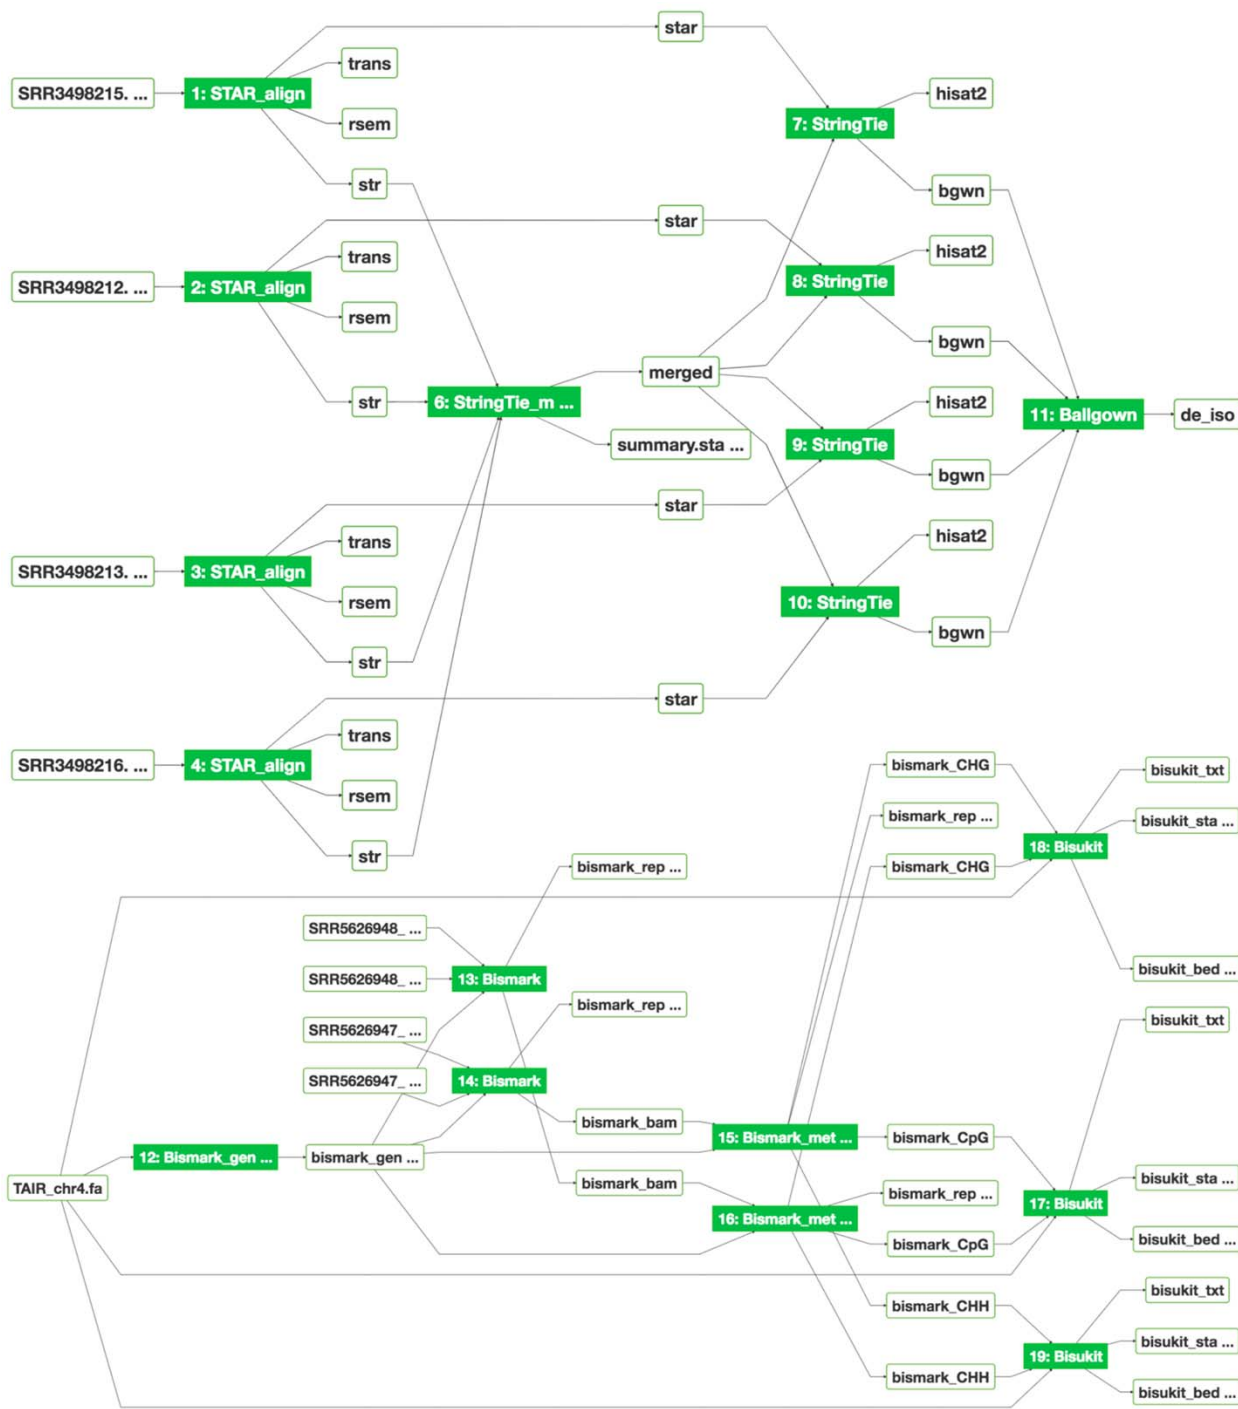 star
trans
SRR3498215. ...
1: STAR_align
hisat2
rsem
7: StringTie
str
bgwn
star
trans
hisat2
SRR3498212. ...
2: STAR_align
8: StringTie
rsem
bgwn
merged
str
6: StringTie_m ...
hisat2
11: Ballgown
de_iso
summary.sta ...
9: StringTie
bgwn
star
trans
hisat2
SRR3498213. ...
3: STAR_align
rsem
10: StringTie
bgwn
str
star
trans
SRR3498216. ...
4: STAR_align
rsem
str
bismark_CHG
bisukit_txt
bismark_rep ...
bisukit_sta ...
18: Bisukit
bismark_rep ...
bismark_CHG
SRR5626948_ ...
bisukit_bed ...
SRR5626948_ ...
13: Bismark
bismark_rep ...
bisukit_txt
SRR5626947_ ...
SRR5626947_ ...
14: Bismark
bismark_bam
15: Bismark_met ...
bismark_CpG
12: Bismark_gen ...
bismark_gen ...
TAIR_chr4.fa
bismark_bam
bismark_rep ...
bisukit_sta ...
17: Bisukit
16: Bismark_met ...
bismark_CpG
bisukit_bed ...
bisukit_txt
bismark_CHH
bisukit_sta ...
19: Bisukit
bismark_CHH
bisukit_bed ...